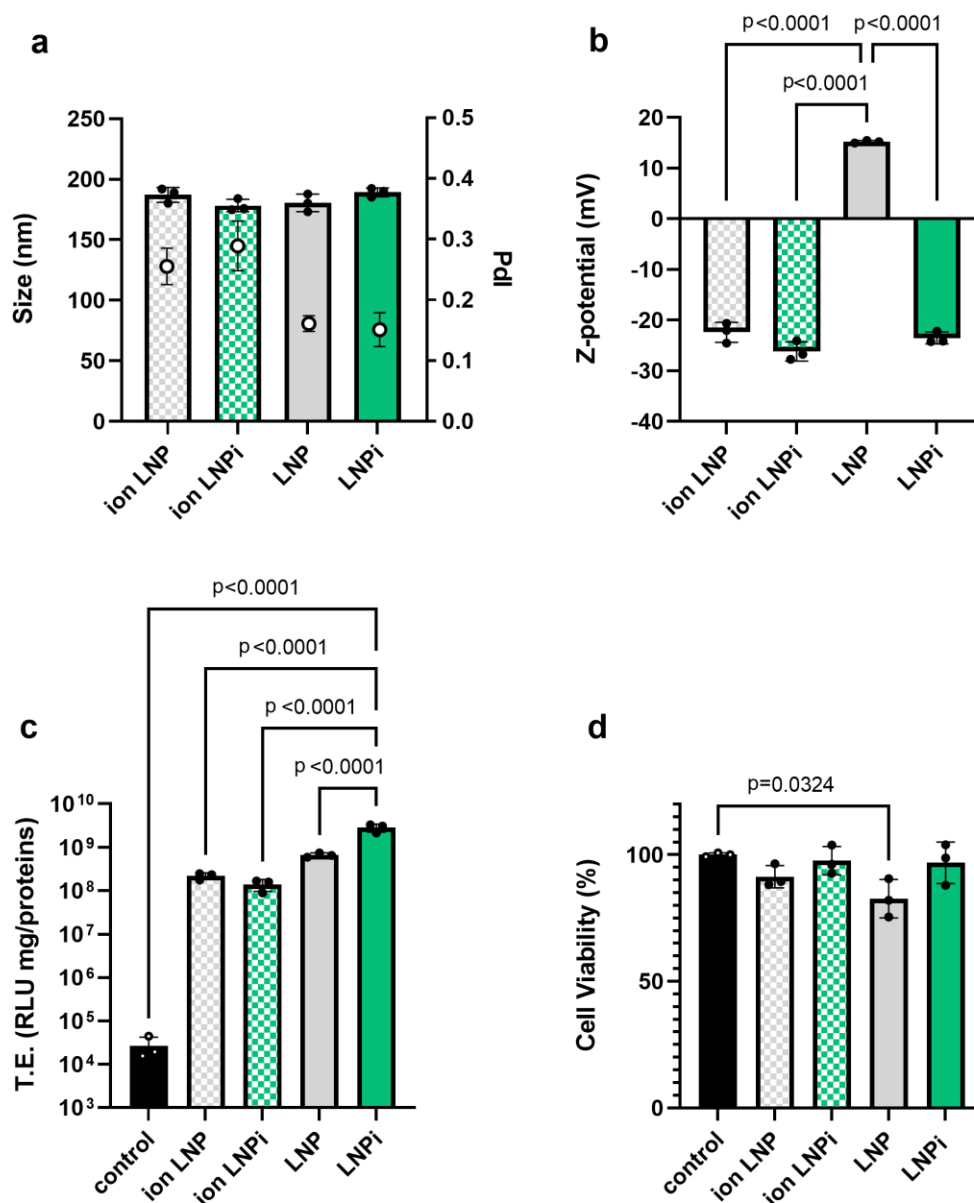 a
Size (nm)
250
200
150
100
50
0
0.5
0.4
0.3
0.2
0.1
0.0
PdI
ion LNP
ion LNPi
LNP
LNPi
b
p<0.0001
p<0.0001
p<0.0001
Z-potential (mV)
20
10
0
-10
-20
-30
-40
ion LNP
ion LNPi
LNP
LNPi
c
p<0.0001
p<0.0001
p <0.0001
p <0.0001
T.E. (RLU mg/proteins)
10¹⁰
10⁹
10⁸
10⁷
10⁶
10⁵
10⁴
10³
control
ion LNP
ion LNPi
LNP
LNPi
d
p=0.0324
Cell Viability (%)
100
50
0
control
ion LNP
ion LNPi
LNP
LNPi